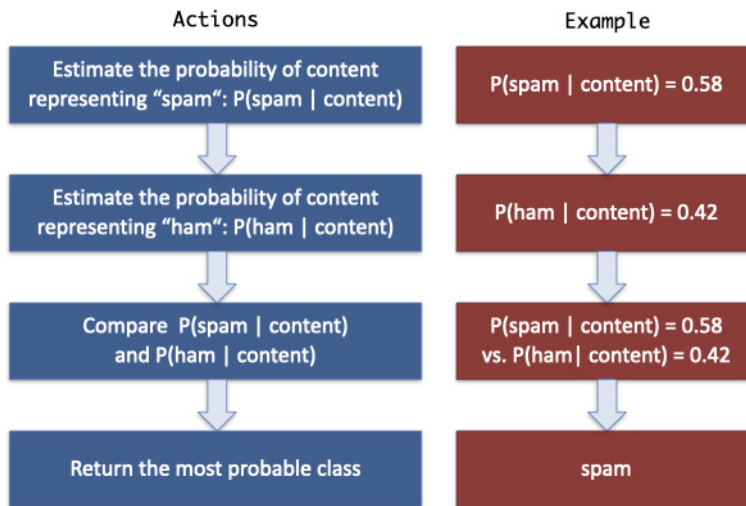 Actions
Estimate the probability of content
representing “spam“: P(spam | content)
Estimate the probability of content
representing “ham“: P(ham | content)
Compare P(spam | content)
and P(ham | content)
Return the most probable class
Example
P(spam | content) = 0.58
P(ham | content) = 0.42
P(spam | content) = 0.58
vs. P(ham| content) = 0.42
spam